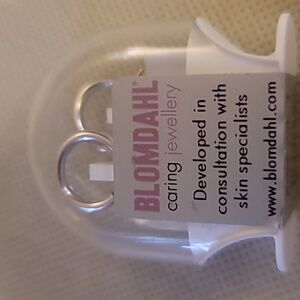 BLOMDAHL®
caring jewellery
Developed in
consultation with
skin specialists
www.blomdahl.com